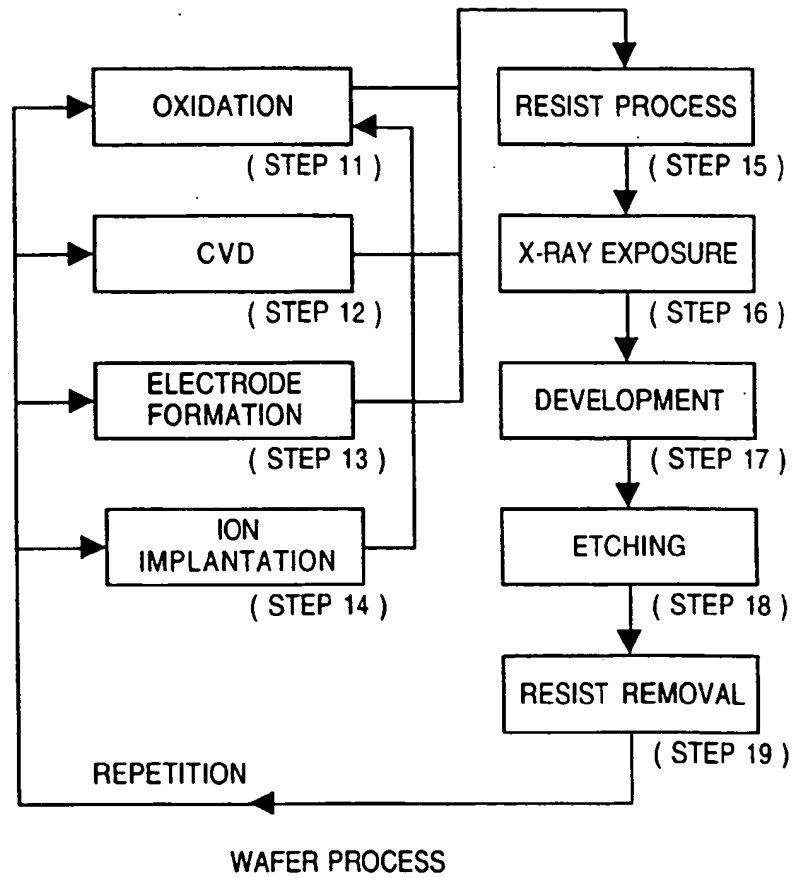 OXIDATION
( STEP 11 )
CVD
( STEP 12 )
ELECTRODE
FORMATION
( STEP 13 )
ION
IMPLANTATION
( STEP 14 )
RESIST PROCESS
( STEP 15 )
X-RAY EXPOSURE
( STEP 16 )
DEVELOPMENT
( STEP 17 )
ETCHING
( STEP 18 )
RESIST REMOVAL
( STEP 19 )
REPETITION
WAFER PROCESS